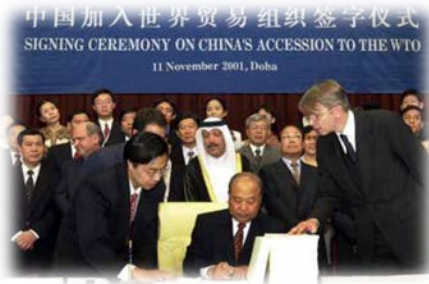 中国加入世界贸易组织签字仪式
SIGNING CEREMONY ON CHINA'S ACCESSION TO THE WTO
11 November 2001, Doha